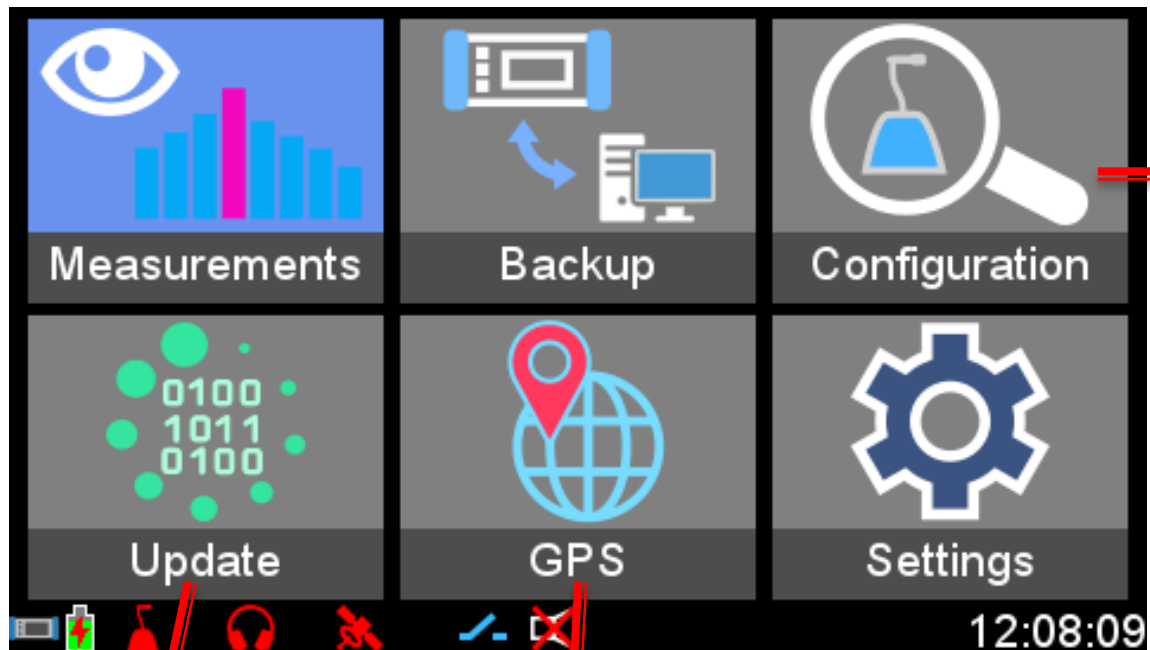 Measurements
Backup
Configuration
0100
1011
0100
Update
GPS
Settings
12:08:09